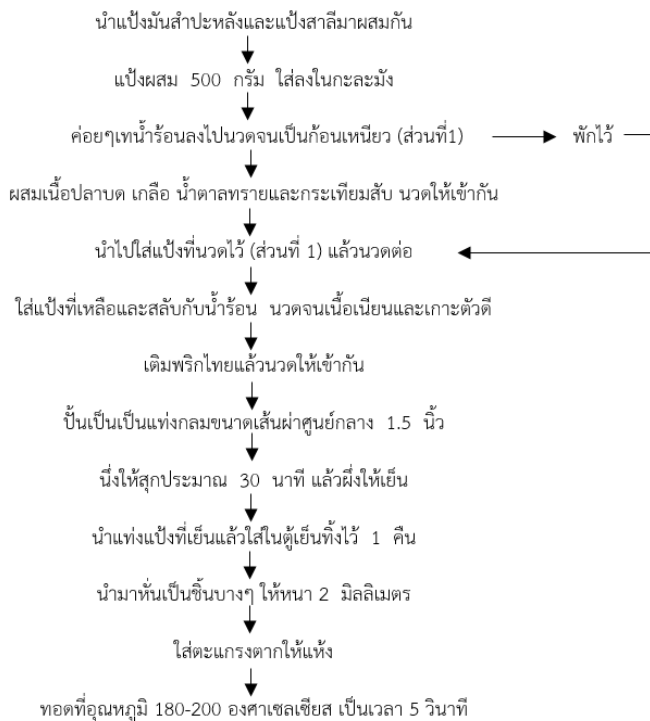 นำแป้งมันสำปะหลังและแป้งสาลีมาผสมกัน
แป้งผสม 500 กรัม ใส่ลงในกะละมัง
ค่อยๆเทน้ำร้อนลงไปนวดจนเป็นก้อนเหนียว (ส่วนที่1) พักไว้
ผสมเนื้อปลาบด เกลือ น้ำตาลทรายและกระเทียมสับ นวดให้เข้ากัน
นำไปใส่แป้งที่นวดไว้ (ส่วนที่ 1) แล้วนวดต่อ
ใส่แป้งที่เหลือและสลับกับน้ำร้อน นวดจนเนื้อเนียนและเกาะตัวดี
เติมพริกไทยแล้วนวดให้เข้ากัน
ปั้นเป็นเป็นแท่งกลมขนาดเส้นผ่าศูนย์กลาง 1.5 นิ้ว
นึ่งให้สุกประมาณ 30 นาที แล้วผึ่งให้เย็น
นำแท่งแป้งที่เย็นแล้วใส่ในตู้เย็นทิ้งไว้ 1 คืน
นำมาหั่นเป็นชิ้นบางๆ ให้หนา 2 มิลลิเมตร
ใส่ตะแกรงตากให้แห้ง
ทอดที่อุณหภูมิ 180-200 องศาเซลเซียส เป็นเวลา 5 วินาที